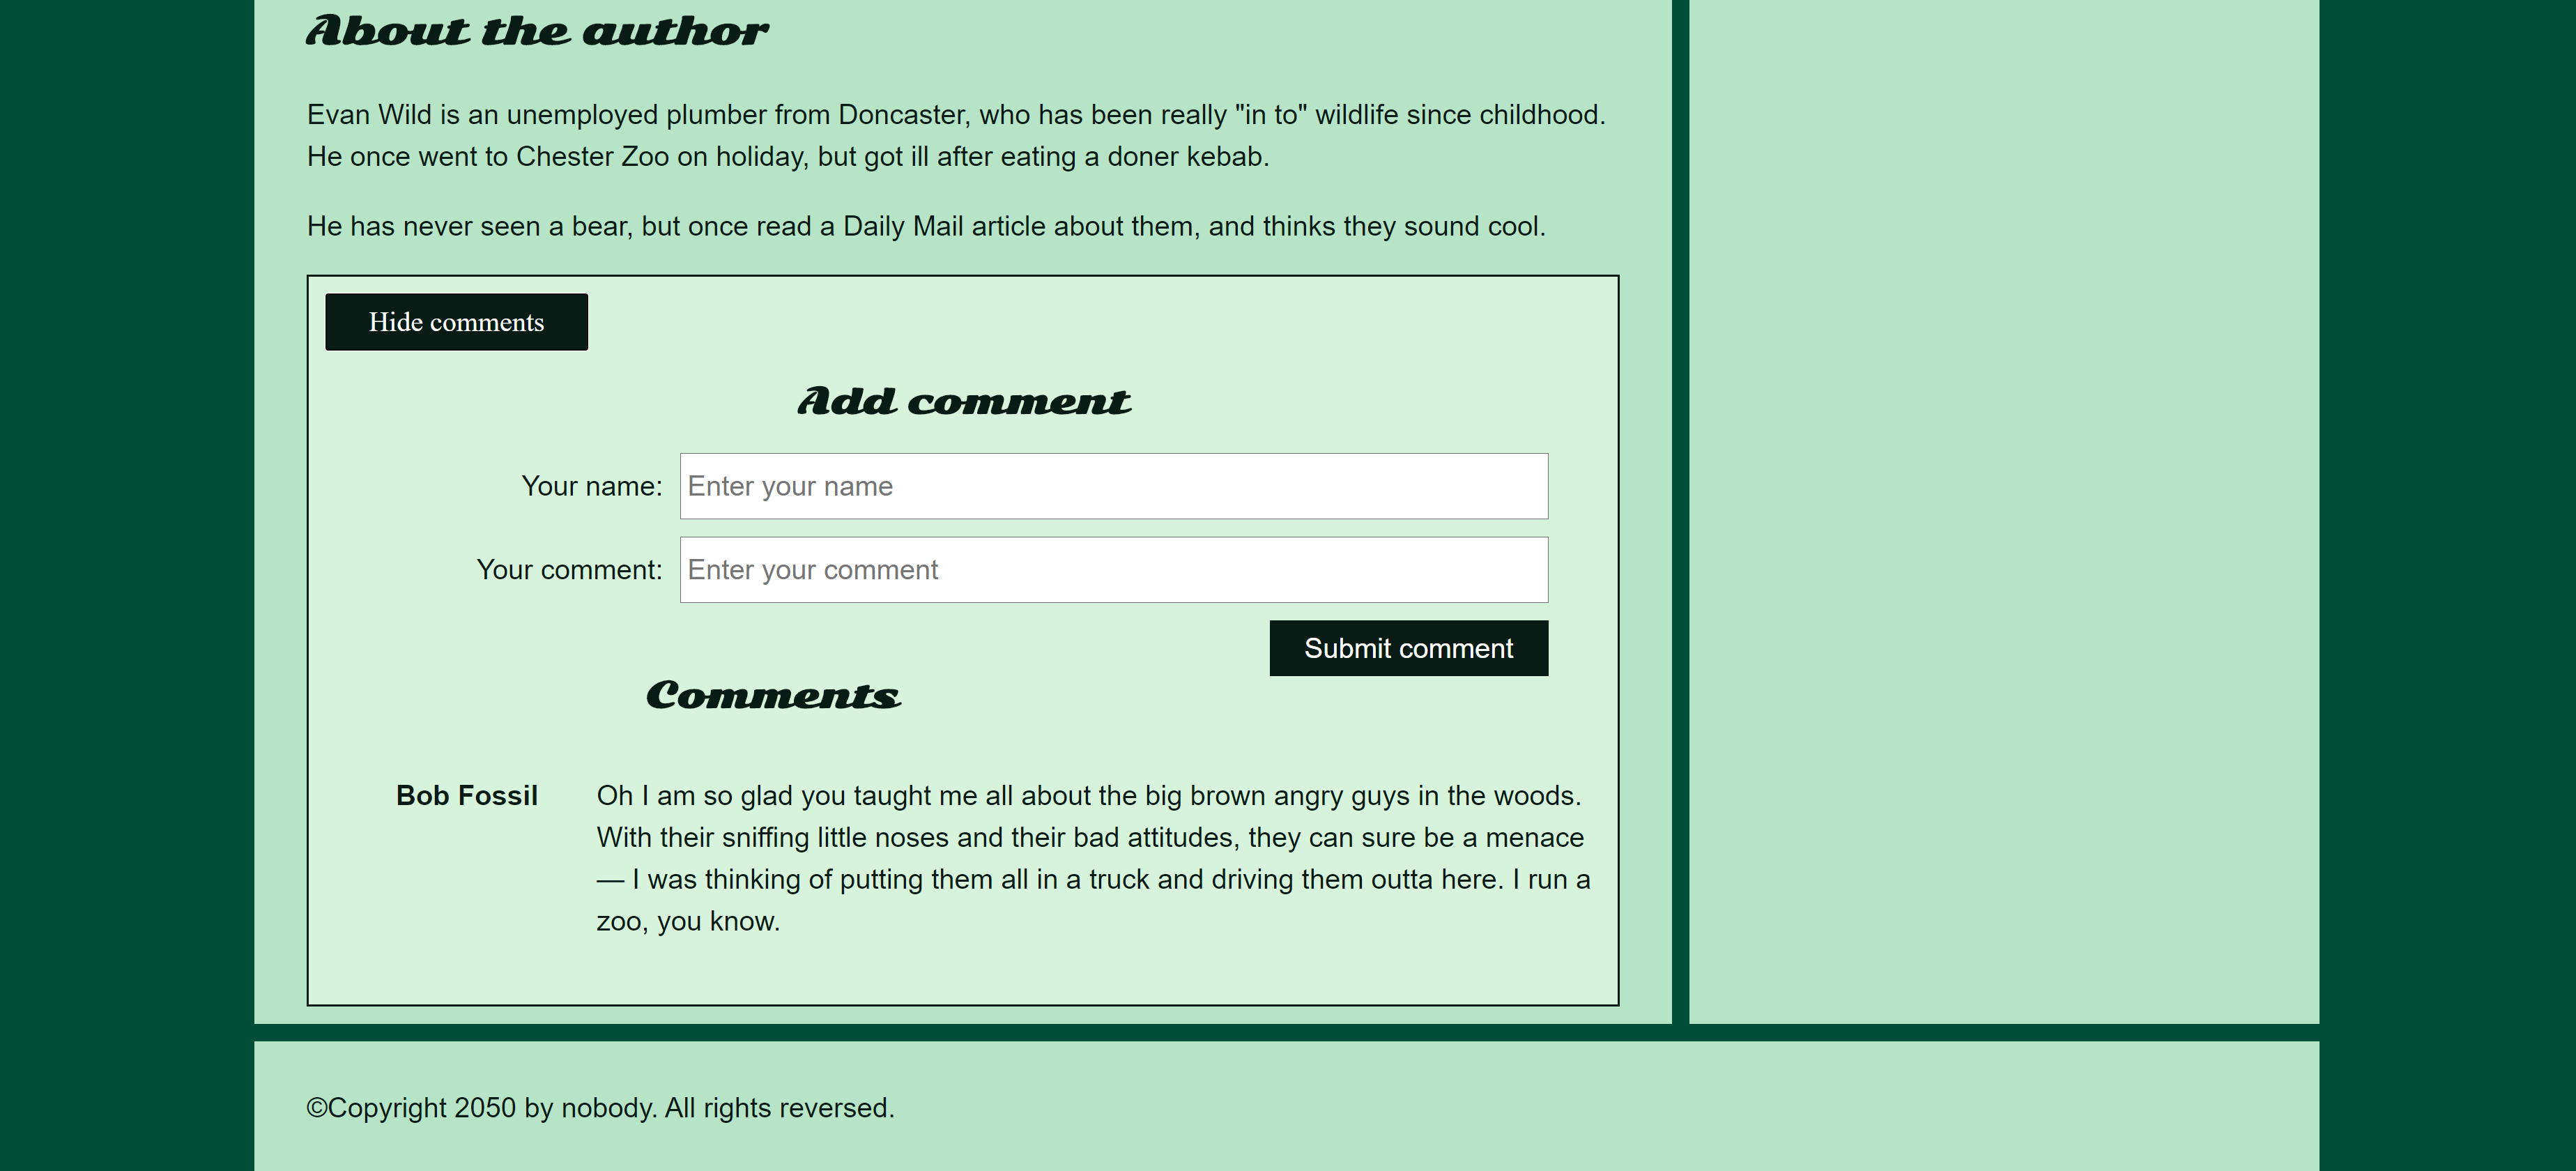 About the author
Evan Wild is an unemployed plumber from Doncaster, who has been really "in to" wildlife since childhood.
He once went to Chester Zoo on holiday, but got ill after eating a doner kebab.
He has never seen a bear, but once read a Daily Mail article about them, and thinks they sound cool.
Hide comments
Add comment
Your name: Enter your name
Your comment: Enter your comment
Submit comment
Comments
Bob Fossil Oh I am so glad you taught me all about the big brown angry guys in the woods.
With their sniffing little noses and their bad attitudes, they can sure be a menace
— I was thinking of putting them all in a truck and driving them outta here. I run a
zoo, you know.
©Copyright 2050 by nobody. All rights reversed.